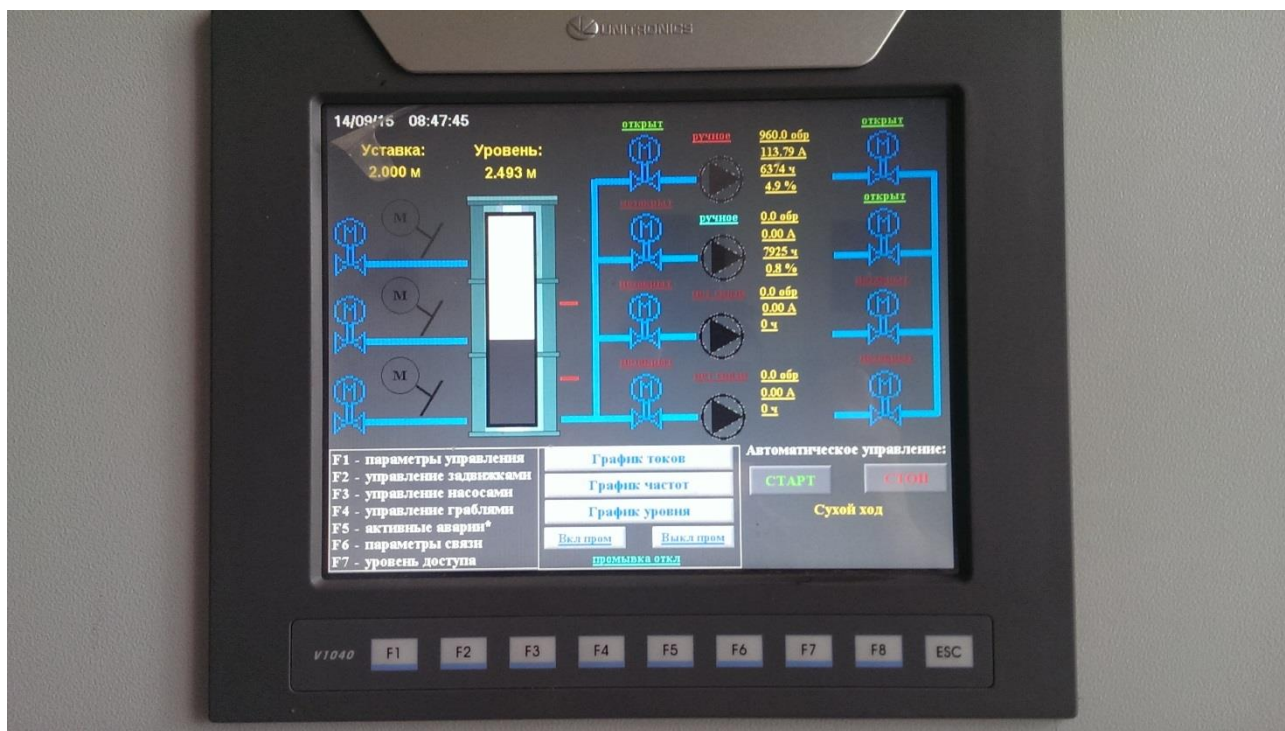 UNITRONICS
14/09/15 08:47:45
Уставка: Уровень:
2.000 м 2.493 м
открыт
ручное
960.0 обр
113.79 А
6374 ч
4.9 %
открыт
M
M
M
ручное
0.0 обр
0.00 А
7925 ч
0.8 %
открыт
M
M
M
M
0.0 обр
0.00 А
0 ч
M
M
M
M
0.0 обр
0.00 А
0 ч
M
M
M
F1 - параметры управления
F2 - управление задвижками
F3 - управление насосами
F4 - управление граблями
F5 - активные аварии*
F6 - параметры связи
F7 - уровень доступа
График токов
График частот
График уровня
Вкл пром Выкл пром
промывка откл
Автоматическое управление:
СТАРТ СТОП
Сухой ход
V1040 F1 F2 F3 F4 F5 F6 F7 F8 ESC